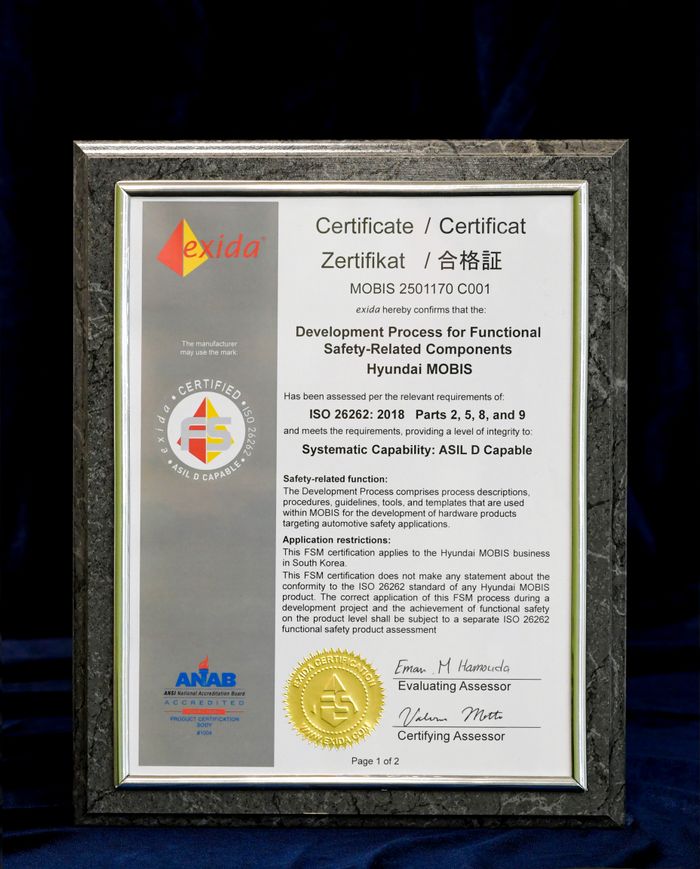 exida
The manufacturer
may use the mark:
exida · CERTIFIED · ISO 26262
FS
· ASIL D CAPABLE ·
ANAB
ANSI National Accreditation Board
ACCREDITED
PRODUCT CERTIFICATION
BODY
#1004
Certificate / Certificat
Zertifikat / 合格証
MOBIS 2501170 C001
exida hereby confirms that the:
Development Process for Functional
Safety-Related Components
Hyundai MOBIS
Has been assessed per the relevant requirements of:
ISO 26262: 2018 Parts 2, 5, 8, and 9
and meets the requirements, providing a level of integrity to:
Systematic Capability: ASIL D Capable
Safety-related function:
The Development Process comprises process descriptions,
procedures, guidelines, tools, and templates that are used
within MOBIS for the development of hardware products
targeting automotive safety applications.
Application restrictions:
This FSM certification applies to the Hyundai MOBIS business
in South Korea.
This FSM certification does not make any statement about the
conformity to the ISO 26262 standard of any Hyundai MOBIS
product. The correct application of this FSM process during a
development project and the achievement of functional safety
on the product level shall be subject to a separate ISO 26262
functional safety product assessment
EXIDA CERTIFICATION
FS
WWW.EXIDA.COM
Eman M Hamouda
Evaluating Assessor
Certifying Assessor
Page 1 of 2